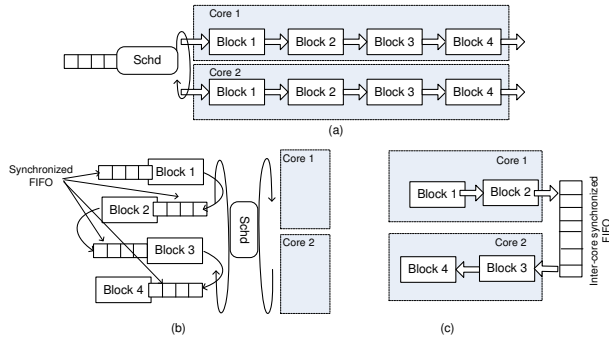 Core 1
Block 1
Block 2
Block 3
Block 4
Schd
Core 2
Block 1
Block 2
Block 3
Block 4
(a)
Synchronized
FIFO
Block 1
Block 2
Block 3
Block 4
Schd
Core 1
Core 2
(b)
Core 1
Block 1
Block 2
Core 2
Block 4
Block 3
Inter-core synchronized
FIFO
(c)